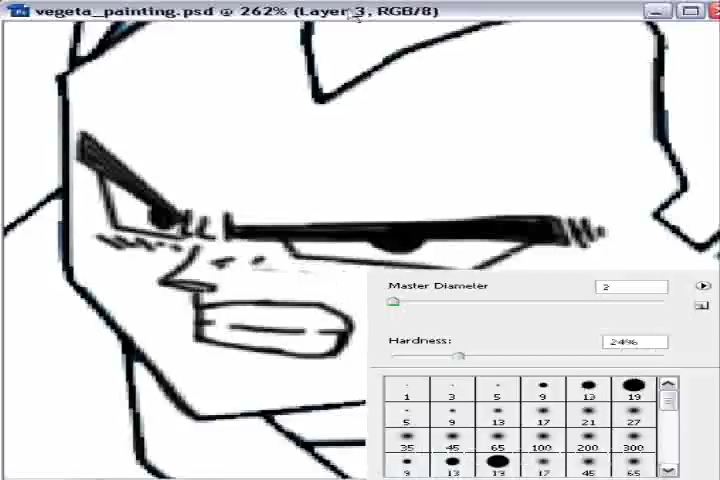 vegeta_painting.psd @ 262% (Layer 3, RGB/8)
Master Diameter 2
Hardness: 24%
1 3 5 9 13 19
5 9 13 17 21 27
35 45 65 100 200 300
9 13 19 17 45 65